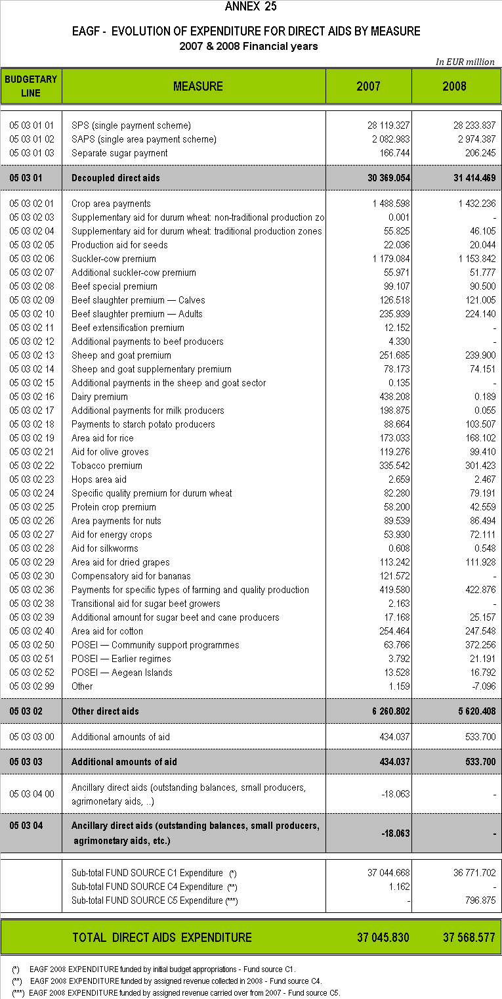 ANNEX 25
EAGF - EVOLUTION OF EXPENDITURE FOR DIRECT AIDS BY MEASURE
2007 & 2008 Financial years
In EUR million
BUDGETARY LINE MEASURE 2007 2008
05 03 01 01 SPS (single payment scheme) 28 119.327 28 233.837
05 03 01 02 SAPS (single area payment scheme) 2 082.983 2 974.387
05 03 01 03 Separate sugar payment 166.744 206.245
05 03 01 Decoupled direct aids 30 369.054 31 414.469
05 03 02 01 Crop area payments 1 488.598 1 432.236
05 03 02 03 Supplementary aid for durum wheat: non-traditional production zo 0.001 -
05 03 02 04 Supplementary aid for durum wheat: traditional production zones 55.825 46.105
05 03 02 05 Production aid for seeds 22.036 20.044
05 03 02 06 Suckler-cow premium 1 179.084 1 153.842
05 03 02 07 Additional suckler-cow premium 55.971 51.777
05 03 02 08 Beef special premium 99.107 90.500
05 03 02 09 Beef slaughter premium — Calves 126.518 121.005
05 03 02 10 Beef slaughter premium — Adults 235.939 224.140
05 03 02 11 Beef extensification premium 12.152 -
05 03 02 12 Additional payments to beef producers 4.330 -
05 03 02 13 Sheep and goat premium 251.685 239.900
05 03 02 14 Sheep and goat supplementary premium 78.173 74.151
05 03 02 15 Additional payments in the sheep and goat sector 0.135 -
05 03 02 16 Dairy premium 438.208 0.189
05 03 02 17 Additional payments for milk producers 198.875 0.055
05 03 02 18 Payments to starch potato producers 88.664 103.507
05 03 02 19 Area aid for rice 173.033 168.102
05 03 02 21 Aid for olive groves 119.276 99.410
05 03 02 22 Tobacco premium 335.542 301.423
05 03 02 23 Hops area aid 2.659 2.467
05 03 02 24 Specific quality premium for durum wheat 82.280 79.191
05 03 02 25 Protein crop premium 58.200 42.559
05 03 02 26 Area payments for nuts 89.539 86.494
05 03 02 27 Aid for energy crops 53.930 72.111
05 03 02 28 Aid for silkworms 0.608 0.548
05 03 02 29 Area aid for dried grapes 113.242 111.928
05 03 02 30 Compensatory aid for bananas 121.572 -
05 03 02 36 Payments for specific types of farming and quality production 419.580 422.876
05 03 02 38 Transitional aid for sugar beet growers 2.163 -
05 03 02 39 Additional amount for sugar beet and cane producers 17.168 25.157
05 03 02 40 Area aid for cotton 254.464 247.548
05 03 02 50 POSEI — Community support programmes 63.766 372.256
05 03 02 51 POSEI — Earlier regimes 3.792 21.191
05 03 02 52 POSEI — Aegean Islands 13.528 16.792
05 03 02 99 Other 1.159 -7.096
05 03 02 Other direct aids 6 260.802 5 620.408
05 03 03 00 Additional amounts of aid 434.037 533.700
05 03 03 Additional amounts of aid 434.037 533.700
05 03 04 00 Ancillary direct aids (outstanding balances, small producers, agrimonetary aids, ..) -18.063 -
05 03 04 Ancillary direct aids (outstanding balances, small producers, agrimonetary aids, etc.) -18.063 -
Sub-total FUND SOURCE C1 Expenditure (*) 37 044.668 36 771.702
Sub-total FUND SOURCE C4 Expenditure (**) 1.162 -
Sub-total FUND SOURCE C5 Expenditure (***) - 796.875
TOTAL DIRECT AIDS EXPENDITURE 37 045.830 37 568.577
(*) EAGF 2008 EXPENDITURE funded by initial budget appropriations - Fund source C1.
(**) EAGF 2008 EXPENDITURE funded by assigned revenue collected in 2008 - Fund source C4.
(***) EAGF 2008 EXPENDITURE funded by assigned revenue carried over from 2007 - Fund source C5.